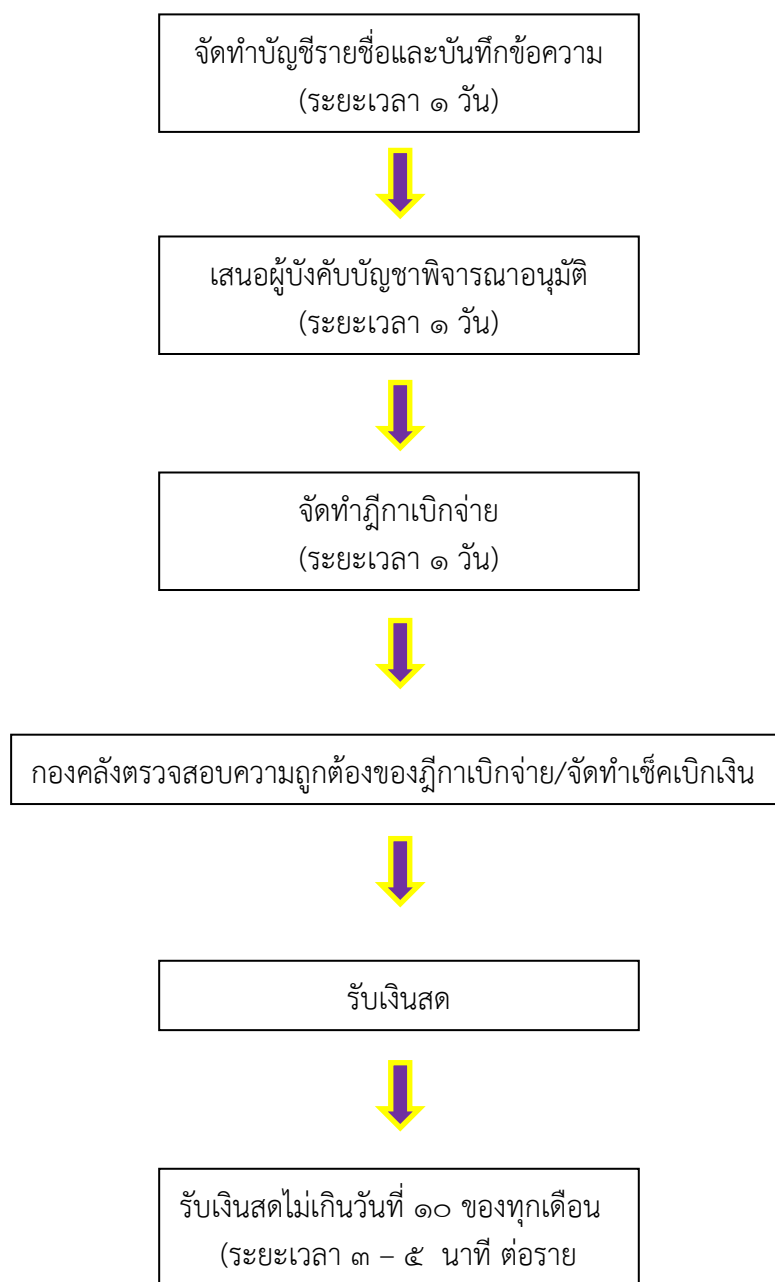 จัดทำบัญชีรายชื่อและบันทึกข้อความ
(ระยะเวลา ๑ วัน)
เสนอผู้บังคับบัญชาพิจารณาอนุมัติ
(ระยะเวลา ๑ วัน)
จัดทำฎีกาเบิกจ่าย
(ระยะเวลา ๑ วัน)
กองคลังตรวจสอบความถูกต้องของฎีกาเบิกจ่าย/จัดทำเช็คเบิกเงิน
รับเงินสด
รับเงินสดไม่เกินวันที่ ๑๐ ของทุกเดือน
(ระยะเวลา ๓ – ๕ นาที ต่อราย